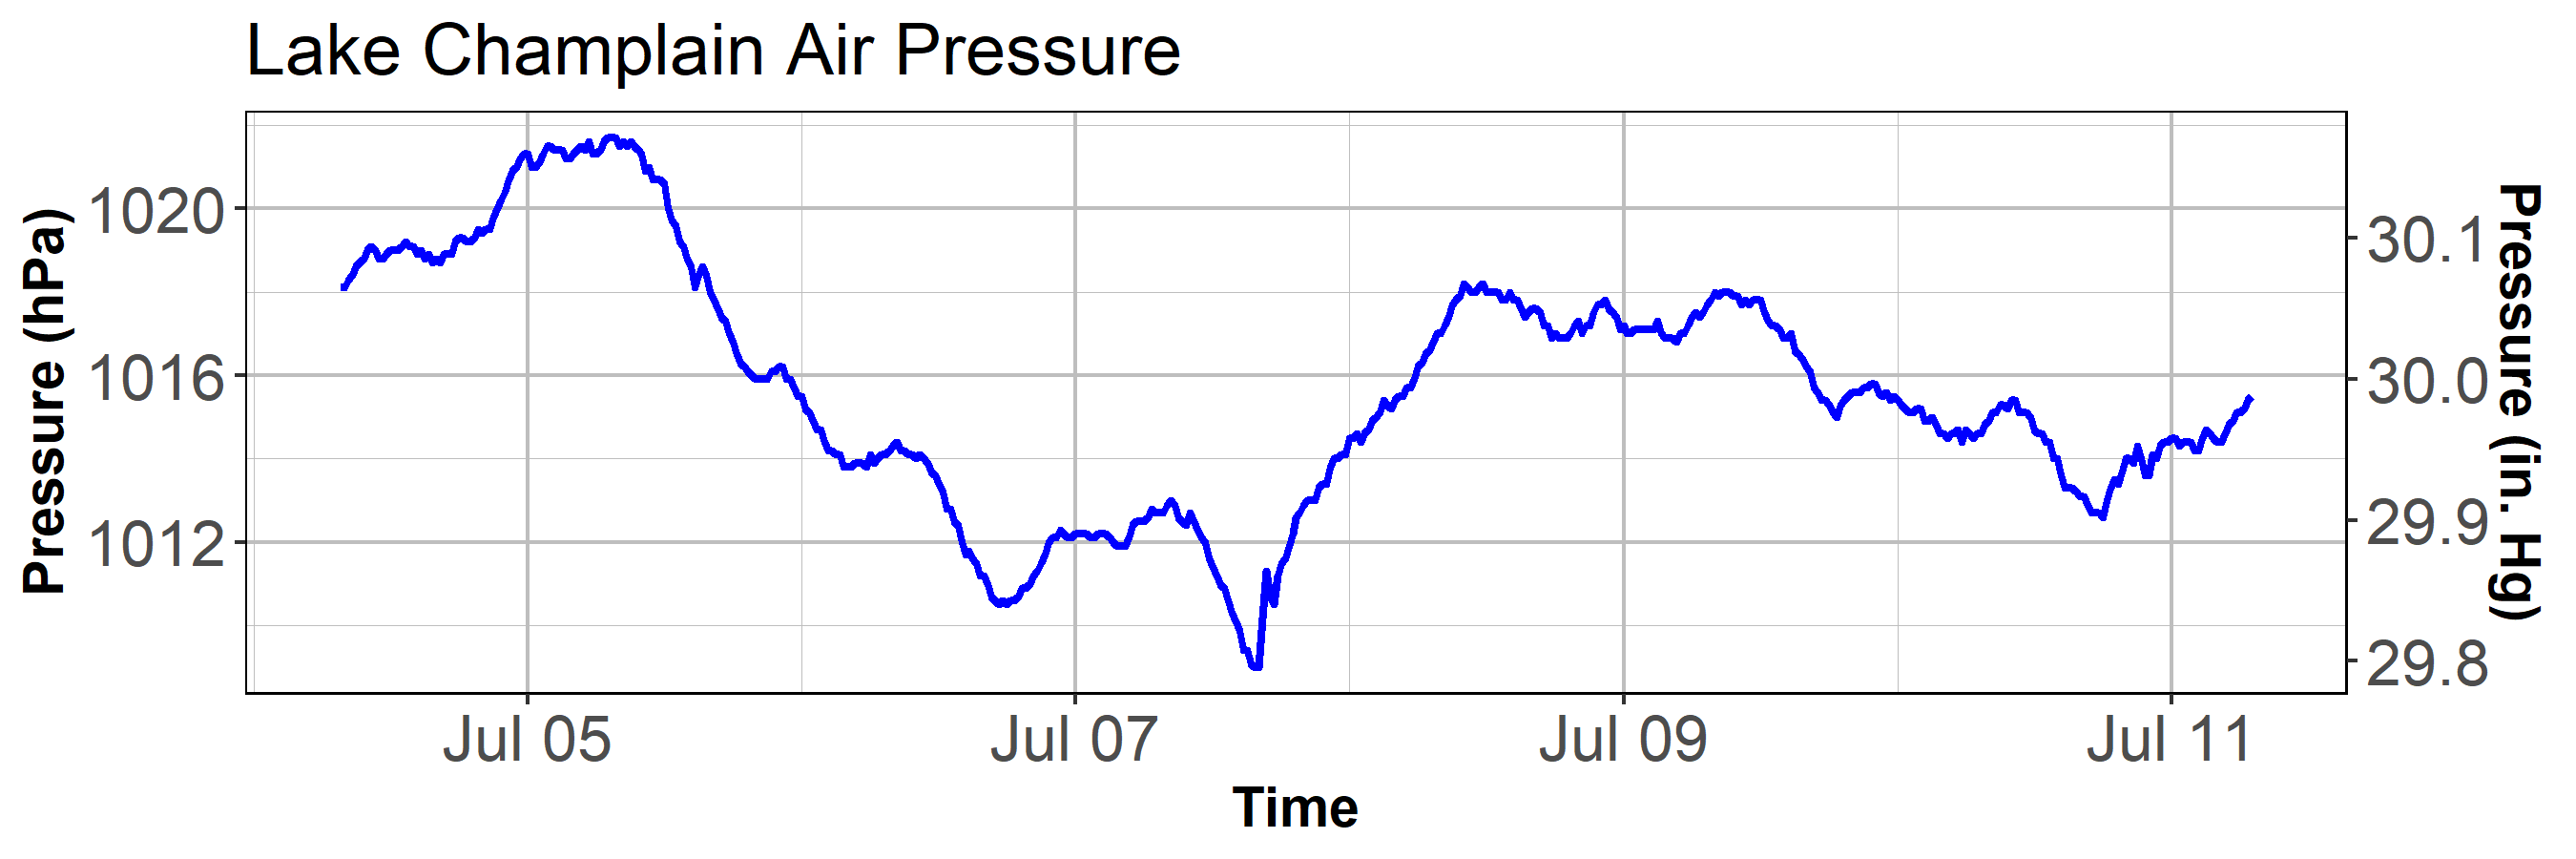 Lake Champlain Air Pressure
Pressure (hPa)
1020
1016
1012
30.1
30.0
29.9
29.8
Pressure (in. Hg)
Jul 05 Jul 07 Jul 09 Jul 11
Time